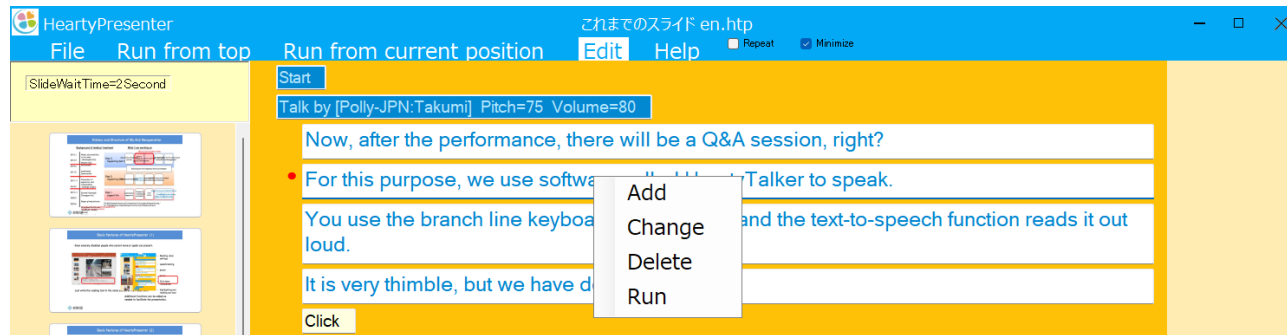 HeartyPresenter
これまでのスライド en.htp
File Run from top Run from current position Edit Help Repeat Minimize
SlideWaitTime=2Second
Start
Talk by [Polly-JPN:Takumi] Pitch=75 Volume=80
Now, after the performance, there will be a Q&A session, right?
For this purpose, we use Talker to speak.
You use the branch line and the text-to-speech function reads it out
loud.
It is very thimble, but we have
Click
Add
Change
Delete
Run